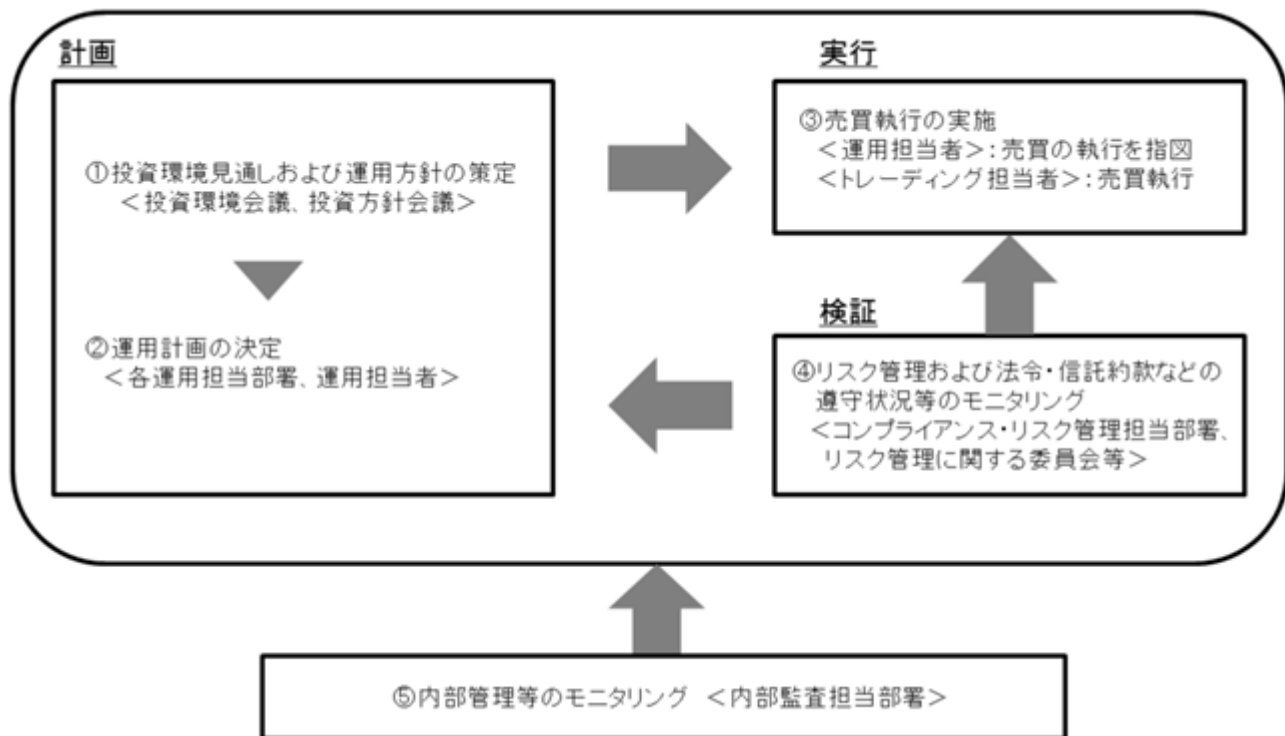 計画
①投資環境見通しおよび運用方針の策定
＜投資環境会議、投資方針会議＞
②運用計画の決定
＜各運用担当部署、運用担当者＞
実行
③売買執行の実施
＜運用担当者＞：売買の執行を指図
＜トレーディング担当者＞：売買執行
検証
④リスク管理および法令・信託約款などの
遵守状況等のモニタリング
＜コンプライアンス・リスク管理担当部署、
リスク管理に関する委員会等＞
⑤内部管理等のモニタリング ＜内部監査担当部署＞